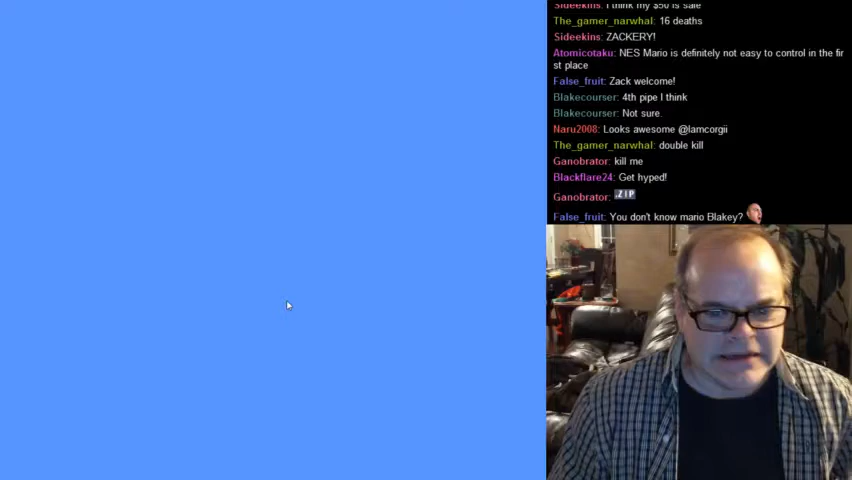 Sideekins: I think my $50 is safe
The_gamer_narwhal: 16 deaths
Sideekins: ZACKERY!
Atomicotaku: NES Mario is definitely not easy to control in the fir
st place
False_fruit: Zack welcome!
Blakecourser: 4th pipe I think
Blakecourser: Not sure.
Naru2008: Looks awesome @Iamcorgii
The_gamer_narwhal: double kill
Ganobrator: kill me
Blackflare24: Get hyped!
Ganobrator: .ZIP
False_fruit: You don't know mario Blakey?